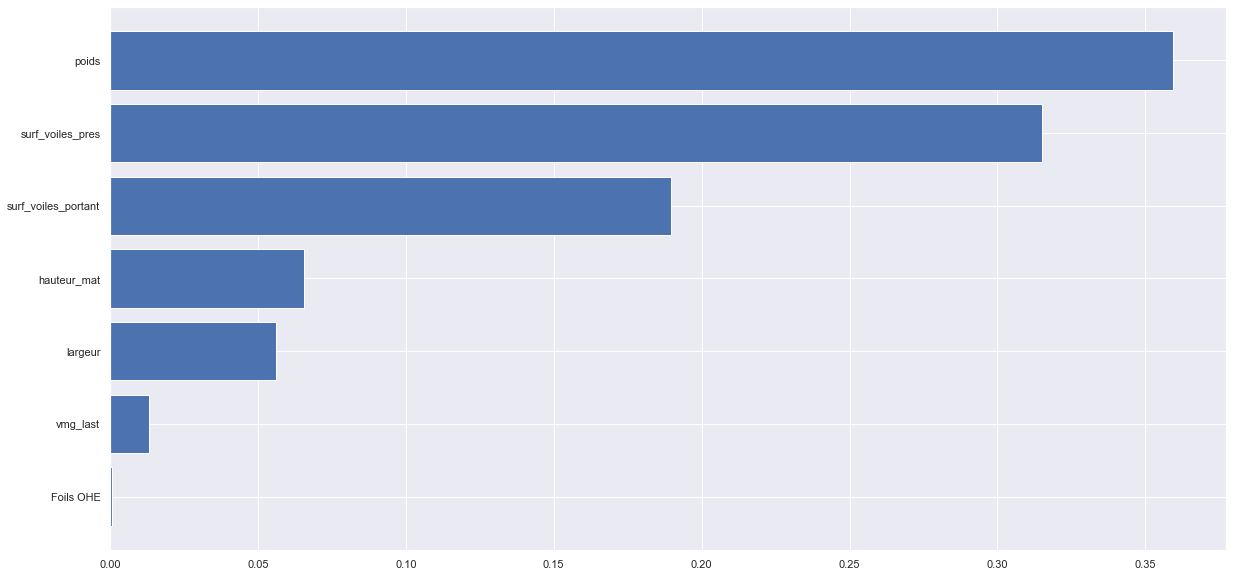 poids
surf_voiles_pres
surf_voiles_portant
hauteur_mat
largeur
vmg_last
Foils OHE
0.00 0.05 0.10 0.15 0.20 0.25 0.30 0.35